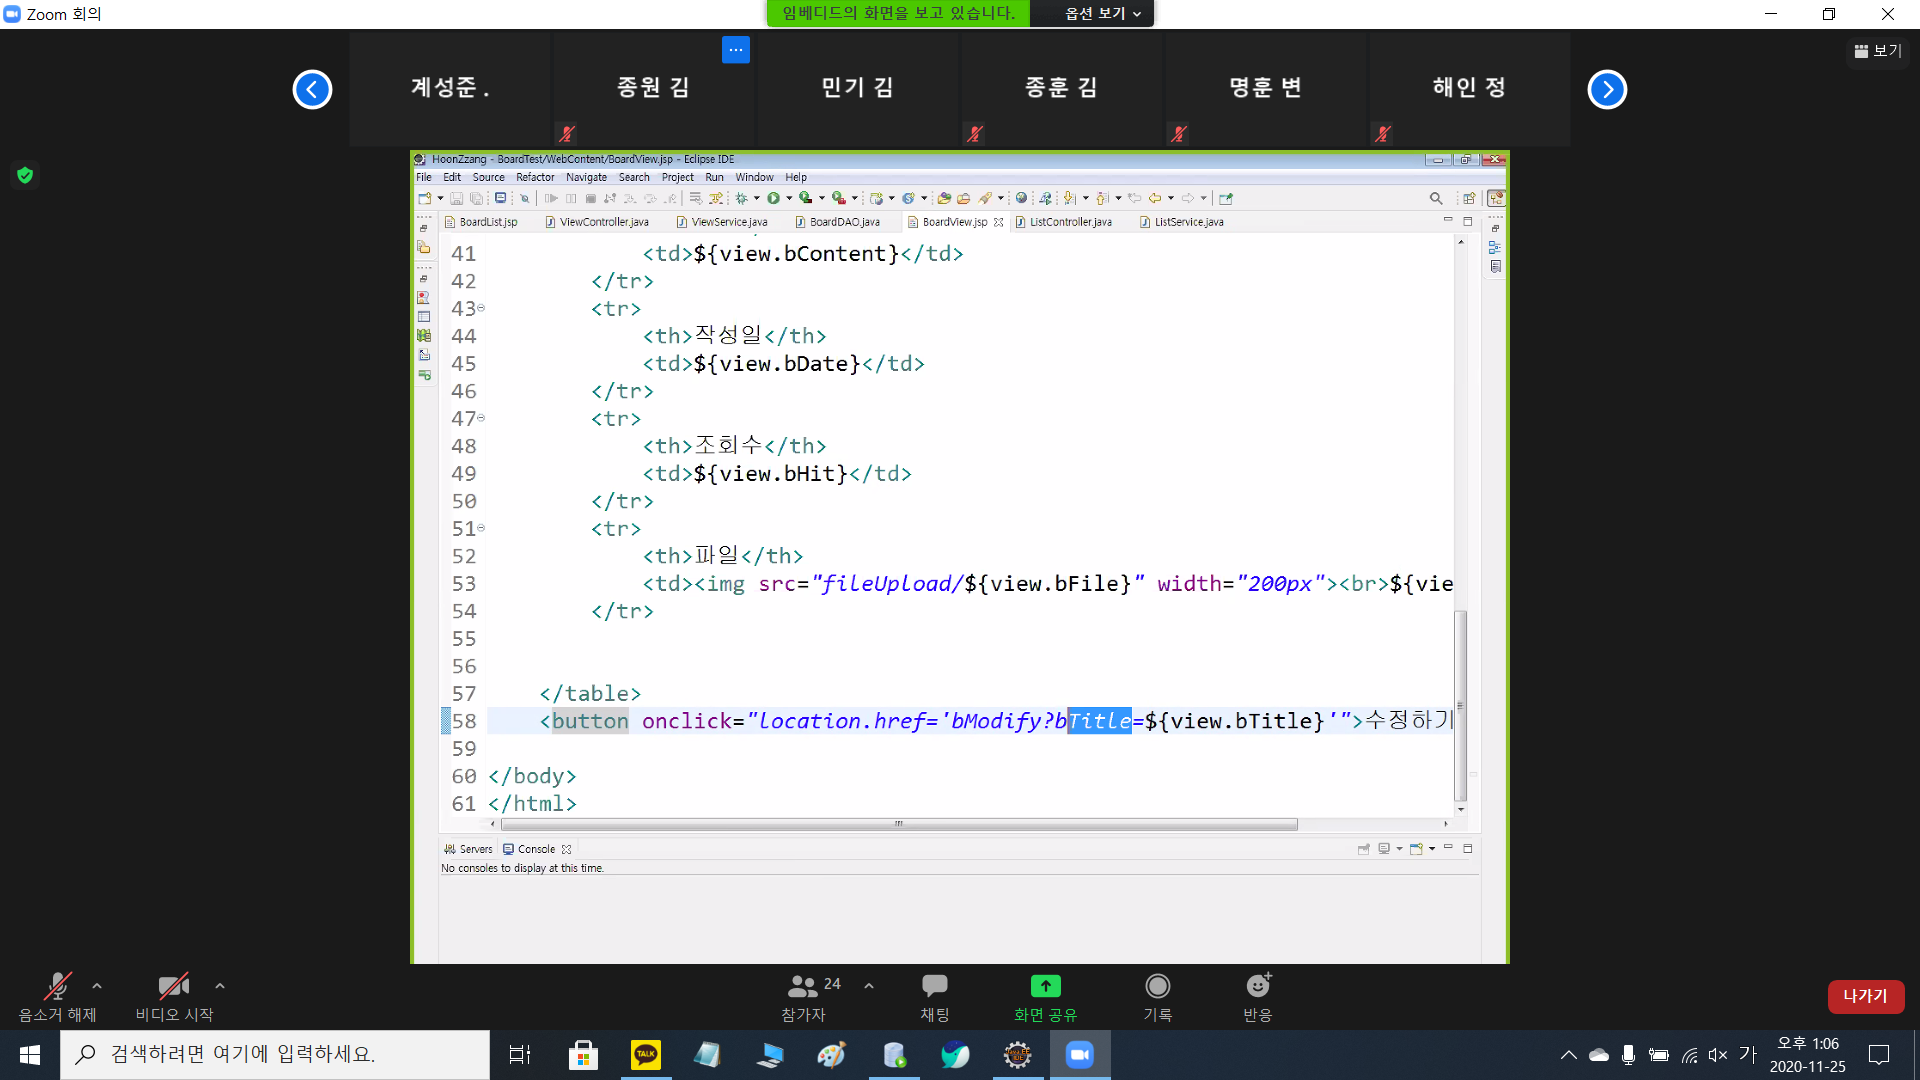 Zoom 회의
임베디드의 화면을 보고 있습니다.
옵션 보기
보기
계성준 .
종원 김
민기 김
종훈 김
명훈 변
해인 정
HoonZzang - BoardTest/WebContent/BoardView.jsp - Eclipse IDE
File Edit Source Refactor Navigate Search Project Run Window Help
BoardList.jsp ViewController.java ViewService.java BoardDAO.java BoardView.jsp ListController.java ListService.java
41 <td>${view.bContent}</td>
42 </tr>
43 <tr>
44 <th>작성일</th>
45 <td>${view.bDate}</td>
46 </tr>
47 <tr>
48 <th>조회수</th>
49 <td>${view.bHit}</td>
50 </tr>
51 <tr>
52 <th>파일</th>
53 <td><img src="fileUpload/${view.bFile}" width="200px"><br>${vie
54 </tr>
55
56
57 </table>
58 <button onclick="location.href='bModify?bTitle=${view.bTitle}'">수정하기
59
60 </body>
61 </html>
Servers Console
No consoles to display at this time.
음소거 해제
비디오 시작
24
참가자
채팅
화면 공유
기록
반응
나가기
검색하려면 여기에 입력하세요.
TALK
가
오후 1:06
2020-11-25